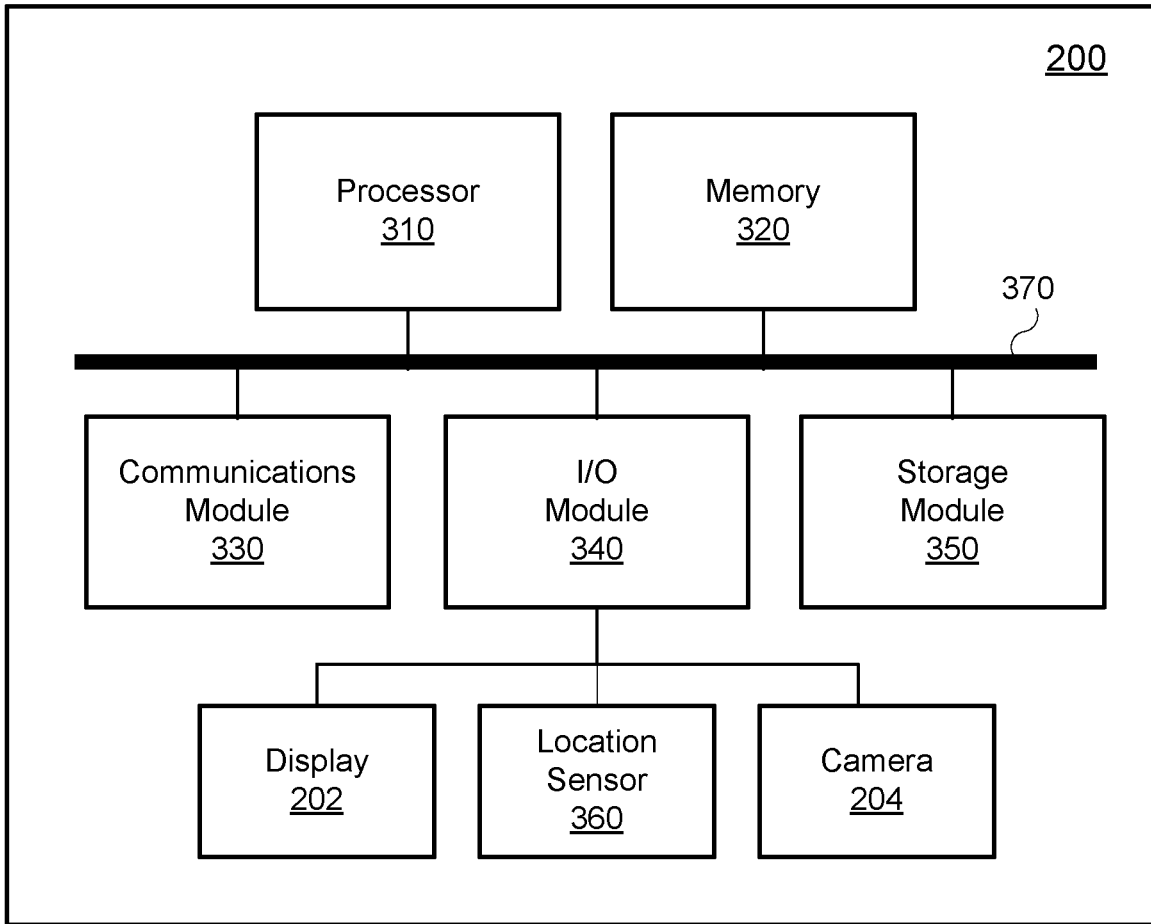 200
Processor
310
Memory
320
370
Communications
Module
330
I/O
Module
340
Storage
Module
350
Display
202
Location
Sensor
360
Camera
204